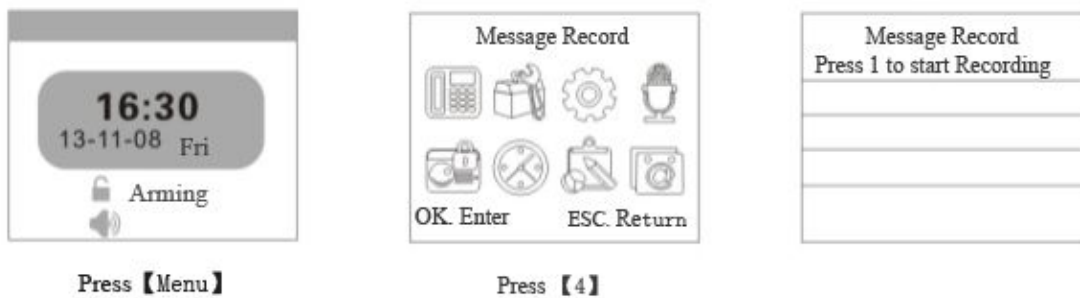 16:30
13-11-08 Fri
Arming
Press【Menu】
Message Record
OK. Enter ESC. Return
Press 【4】
Message Record
Press 1 to start Recording